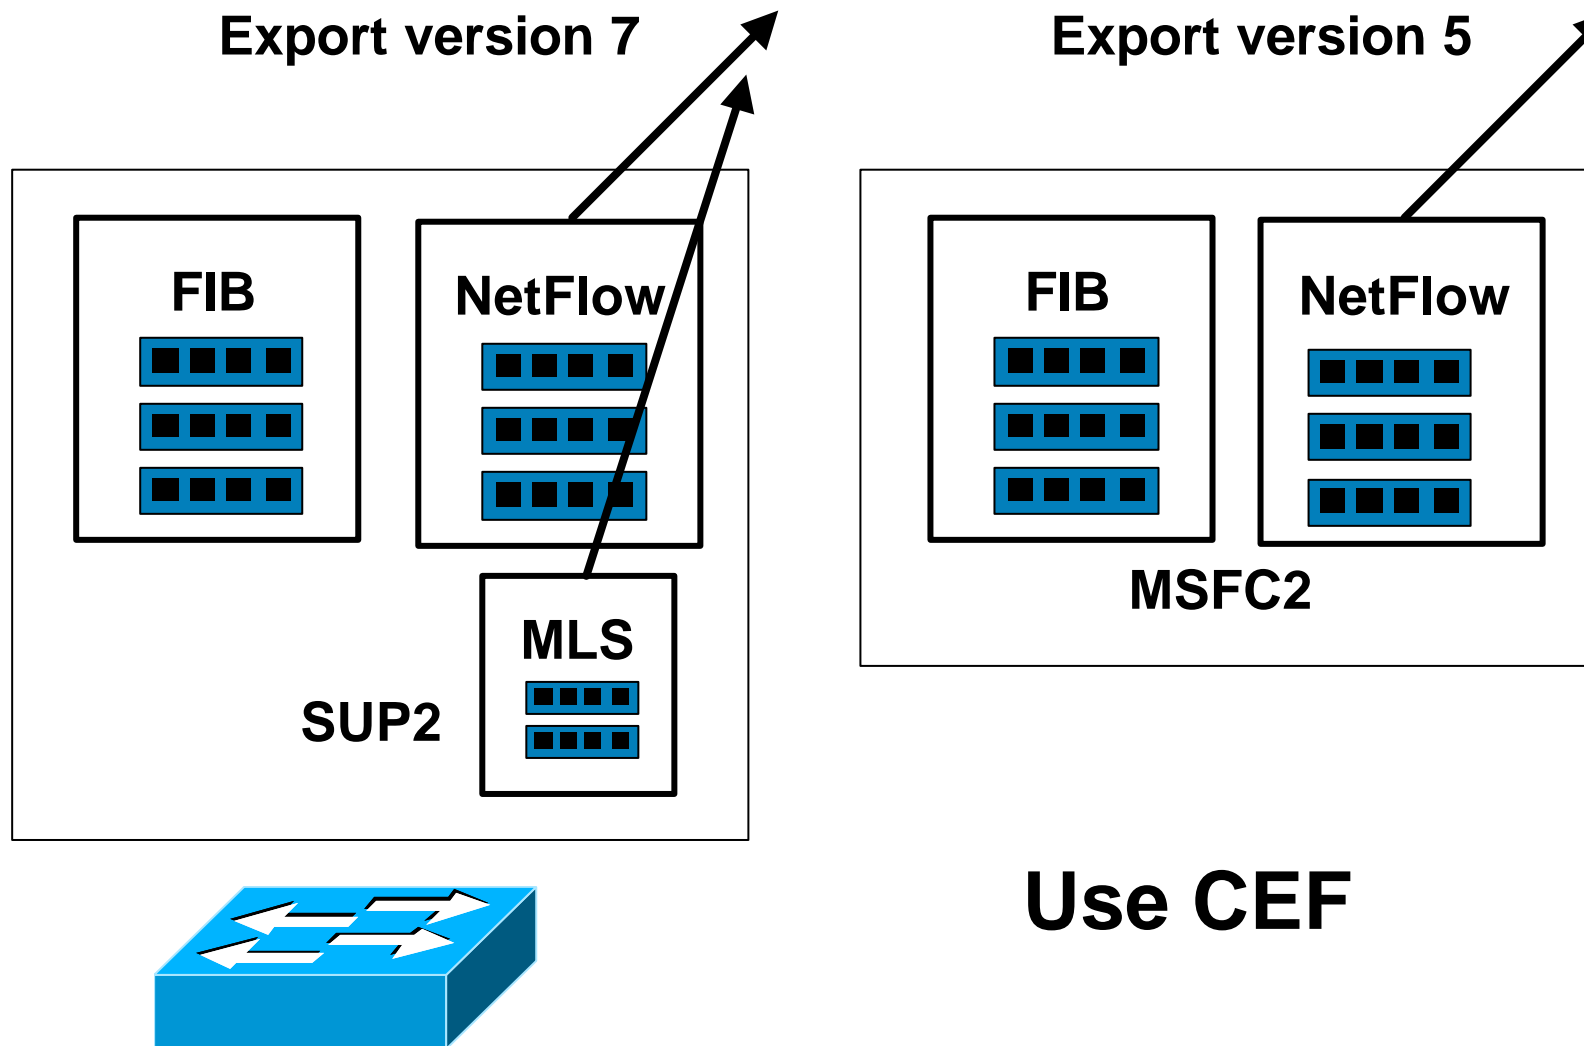 Export version 7
Export version 5
FIB
NetFlow
FIB
NetFlow
MSFC2
MLS
SUP2
Use CEF